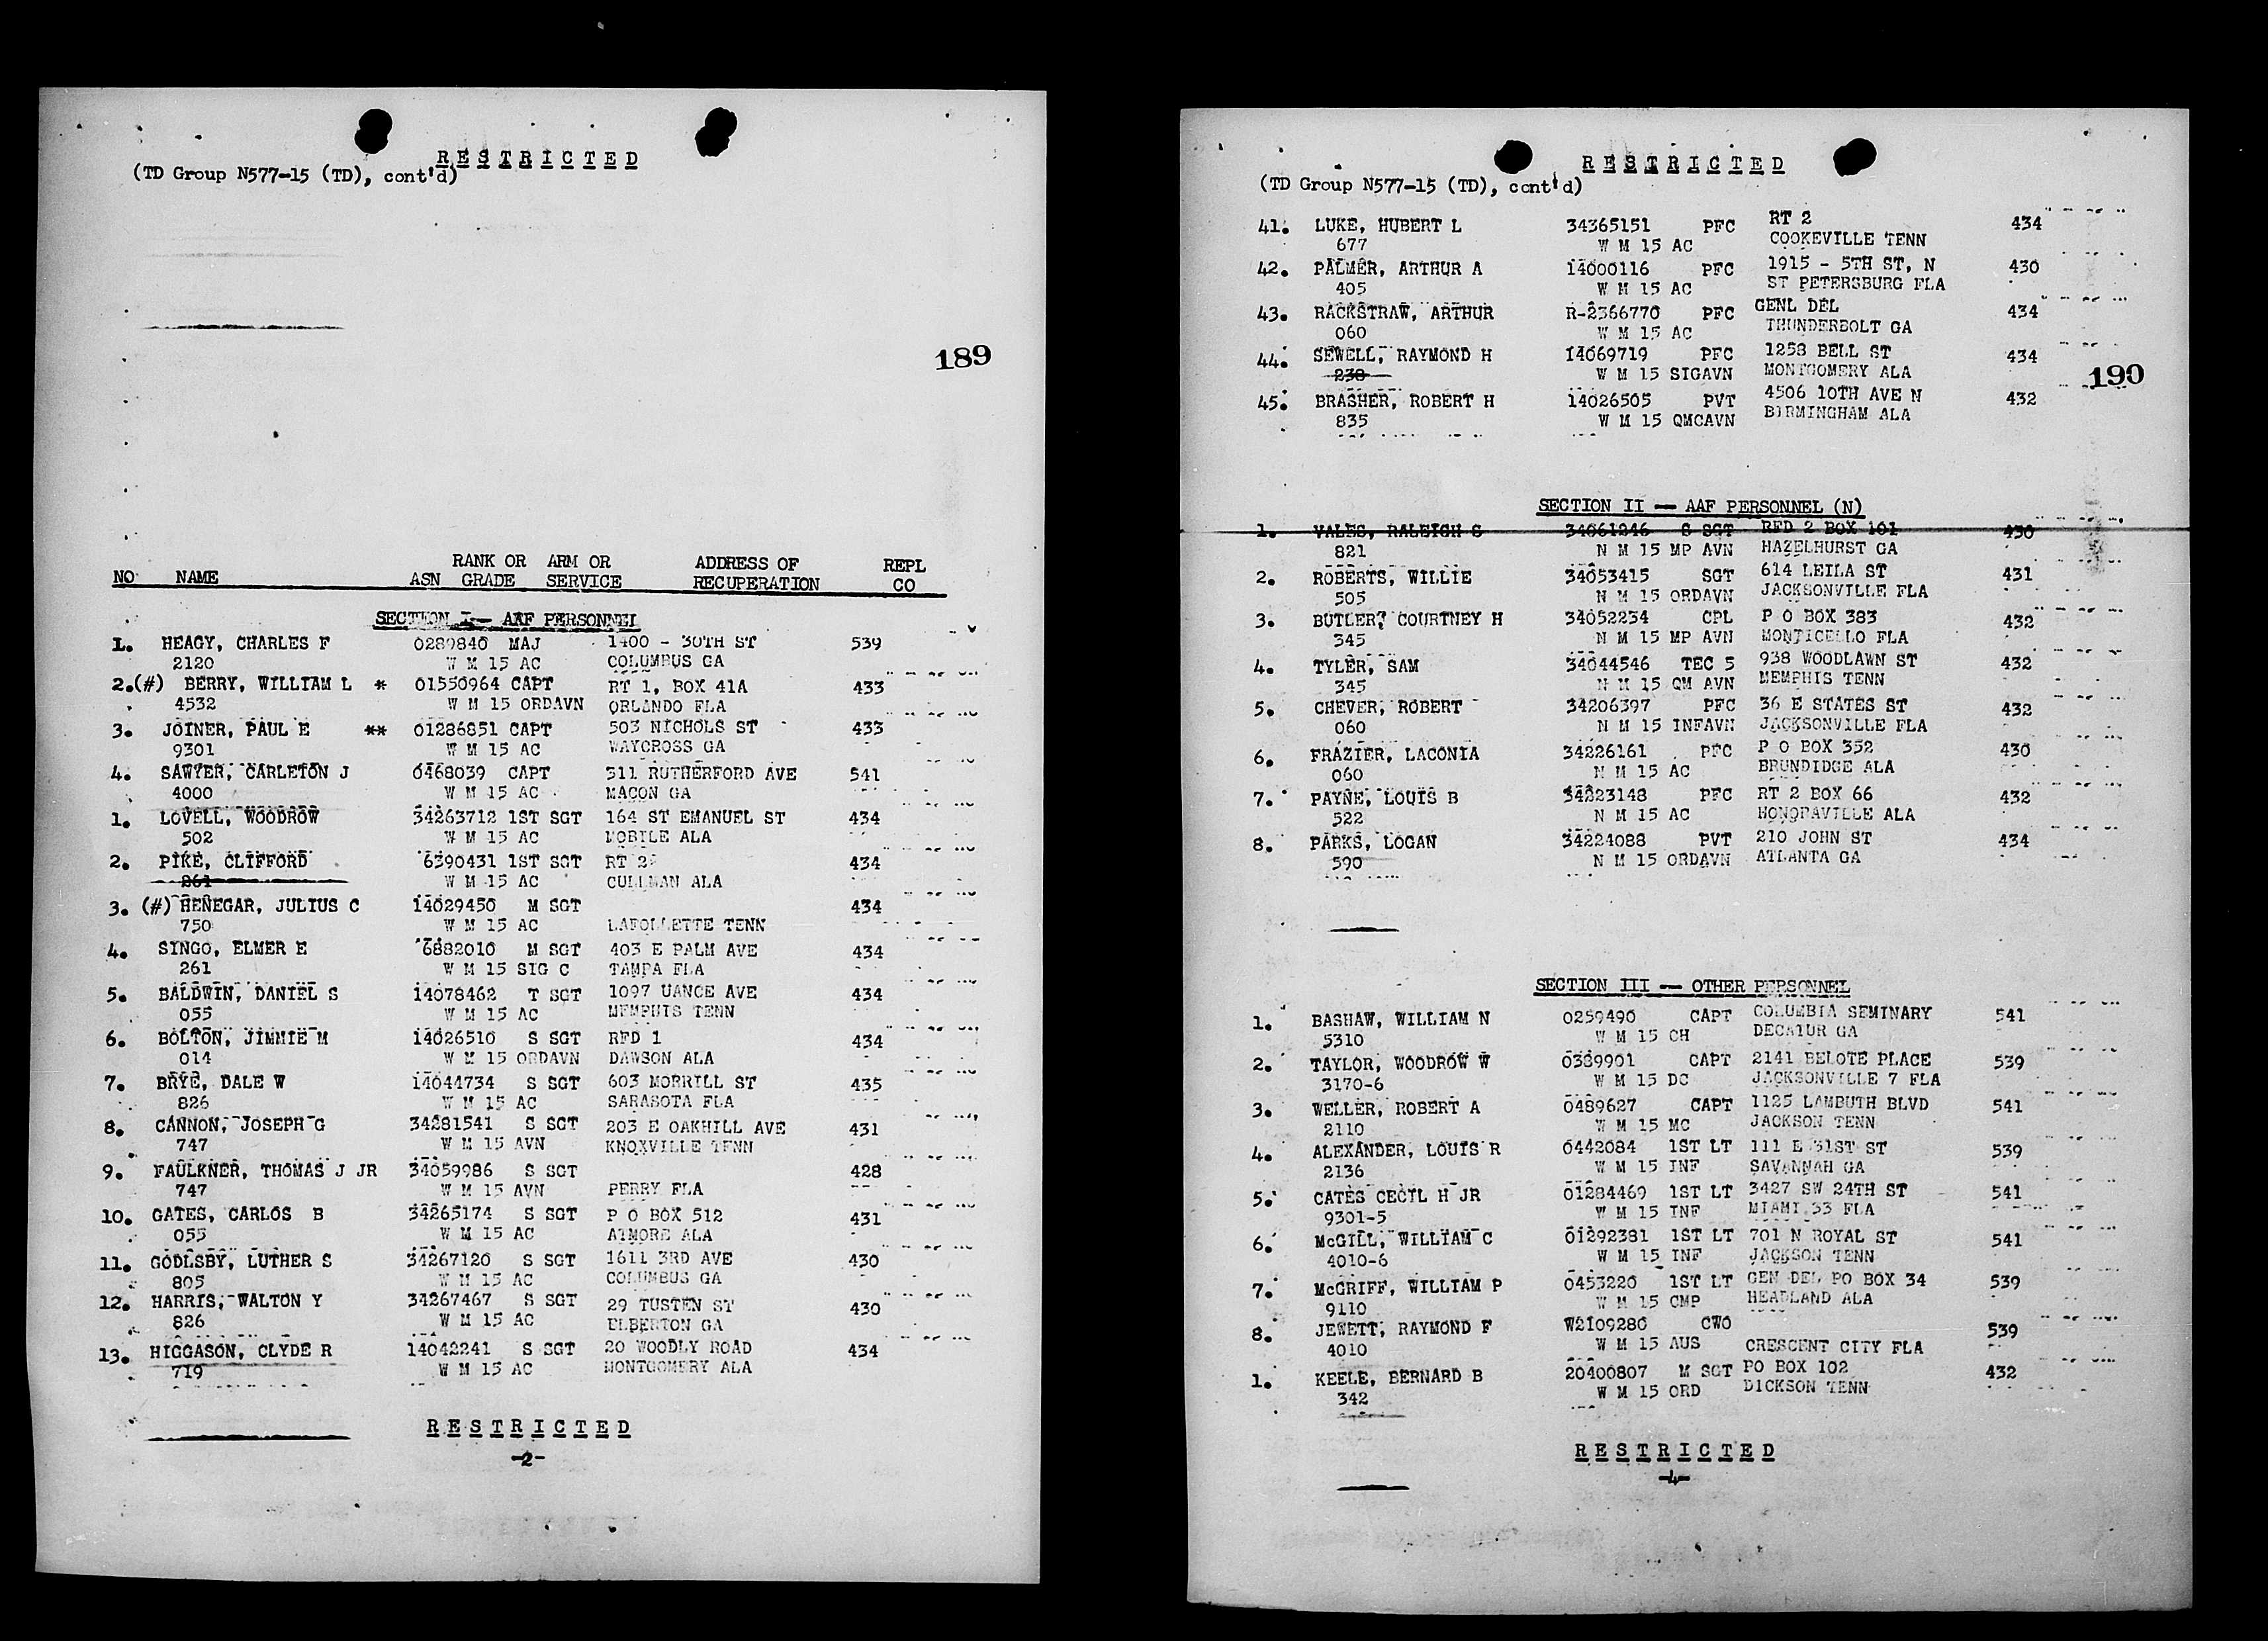 RESTRICTED
(TD Group N577-15 (TD), cont'd)
189
RANK OR ARM OR ADDRESS OF REPL
NO NAME ASN GRADE SERVICE RECUPERATION CO
SECTION I — AAF PERSONNEL
1. HEAGY, CHARLES F 0289840 MAJ 1400 - 30TH ST 539
2120 W M 15 AC COLUMBUS GA
2.(#) BERRY, WILLIAM L * 01550964 CAPT RT 1, BOX 41A 433
4532 W M 15 ORDAVN ORLANDO FLA
3. JOINER, PAUL E ** 01286851 CAPT 503 NICHOLS ST 433
9301 W M 15 AC WAYCROSS GA
4. SAWYER, CARLETON J 0468039 CAPT 311 RUTHERFORD AVE 541
4000 W M 15 AC MACON GA
1. LOVELL, WOODROW 34263712 1ST SGT 164 ST EMANUEL ST 434
502 W M 15 AC MOBILE ALA
2. PIKE, CLIFFORD 6390431 1ST SGT RT 2 434
261 W M 15 AC CULLMAN ALA
3. (#) HENEGAR, JULIUS C 14029450 M SGT 434
750 W M 15 AC LAFOLLETTE TENN
4. SINGO, ELMER E 6882010 M SGT 403 E PALM AVE 434
261 W M 15 SIG C TAMPA FLA
5. BALDWIN, DANIEL S 14078462 T SGT 1097 UANCE AVE 434
055 W M 15 AC MEMPHIS TENN
6. BOLTON, JIMMIE M 14026510 S SGT RFD 1 434
014 W M 15 ORDAVN DAWSON ALA
7. BRYE, DALE W 14044734 S SGT 603 MORRILL ST 435
826 W M 15 AC SARASOTA FLA
8. CANNON, JOSEPH G 34281541 S SGT 203 E OAKHILL AVE 431
747 W M 15 AVN KNOXVILLE TENN
9. FAULKNER, THOMAS J JR 34059986 S SGT 428
747 W M 15 AVN PERRY FLA
10. GATES, CARLOS B 34265174 S SGT P O BOX 512 431
055 W M 15 AC ATMORE ALA
11. GODLSBY, LUTHER S 34267120 S SGT 1611 3RD AVE 430
805 W M 15 AC COLUMBUS GA
12. HARRIS, WALTON Y 34267467 S SGT 29 TUSTEN ST 430
826 W M 15 AC ELBERTON GA
13. HIGGASON, CLYDE R 14042241 S SGT 20 WOODLY ROAD 434
719 W M 15 AC MONTGOMERY ALA
RESTRICTED
-2-
RESTRICTED
(TD Group N577-15 (TD), cont'd)
41. LUKE, HUBERT L 34365151 PFC RT 2 434
677 W M 15 AC COOKEVILLE TENN
42. PALMER, ARTHUR A 14000116 PFC 1915 - 5TH ST, N 430
405 W M 15 AC ST PETERSBURG FLA
43. RACKSTRAW, ARTHUR R-2366770 PFC GENL DEL 434
060 W M 15 AC THUNDERBOLT GA
44. SEWELL, RAYMOND H 14069719 PFC 1258 BELL ST 434
238 W M 15 SIGAVN MONTGOMERY ALA
190
45. BRASHER, ROBERT H 14026505 PVT 4506 10TH AVE N 432
835 W M 15 QMCAVN BIRMINGHAM ALA
SECTION II — AAF PERSONNEL (N)
1. VALES, RALEIGH S 34061246 S SGT RFD 2 BOX 101 430
821 N M 15 MP AVN HAZELHURST GA
2. ROBERTS, WILLIE 34053415 SGT 614 LEILA ST 431
505 N M 15 ORDAVN JACKSONVILLE FLA
3. BUTLER, COURTNEY H 34052234 CPL P O BOX 383 432
345 N M 15 MP AVN MONTICELLO FLA
4. TYLER, SAM 34044546 TEC 5 938 WOODLAWN ST 432
345 N M 15 QM AVN MEMPHIS TENN
5. CHEVER, ROBERT 34206397 PFC 36 E STATES ST 432
060 N M 15 INFAVN JACKSONVILLE FLA
6. FRAZIER, LACONIA 34226161 PFC P O BOX 352 430
060 N M 15 AC BRUNDIDGE ALA
7. PAYNE, LOUIS B 34223148 PFC RT 2 BOX 66 432
522 N M 15 AC HONORAVILLE ALA
8. PARKS, LOGAN 34224088 PVT 210 JOHN ST 434
590 N M 15 ORDAVN ATLANTA GA
SECTION III — OTHER PERSONNEL
1. BASHAW, WILLIAM N 0259490 CAPT COLUMBIA SEMINARY 541
5310 W M 15 CH DECATUR GA
2. TAYLOR, WOODROW W 0389901 CAPT 2141 BELOTE PLACE 539
3170-6 W M 15 DC JACKSONVILLE 7 FLA
3. WELLER, ROBERT A 0489627 CAPT 1125 LAMBUTH BLVD 541
2110 W M 15 MC JACKSON TENN
4. ALEXANDER, LOUIS R 0442084 1ST LT 111 E 31ST ST 539
2136 W M 15 INF SAVANNAH GA
5. CATES CECIL H JR 01284469 1ST LT 3427 SW 24TH ST 541
9301-5 W M 15 INF MIAMI 33 FLA
6. McGILL, WILLIAM C 01292381 1ST LT 701 N ROYAL ST 541
4010-6 W M 15 INF JACKSON TENN
7. McGRIFF, WILLIAM P 0453220 1ST LT GEN DEL PO BOX 34 539
9110 W M 15 CMP HEADLAND ALA
8. JEWETT, RAYMOND F W2109280 CWO 539
4010 W M 15 AUS CRESCENT CITY FLA
1. KEELE, BERNARD B 20400807 M SGT PO BOX 102 432
342 W M 15 ORD DICKSON TENN
RESTRICTED
-4-